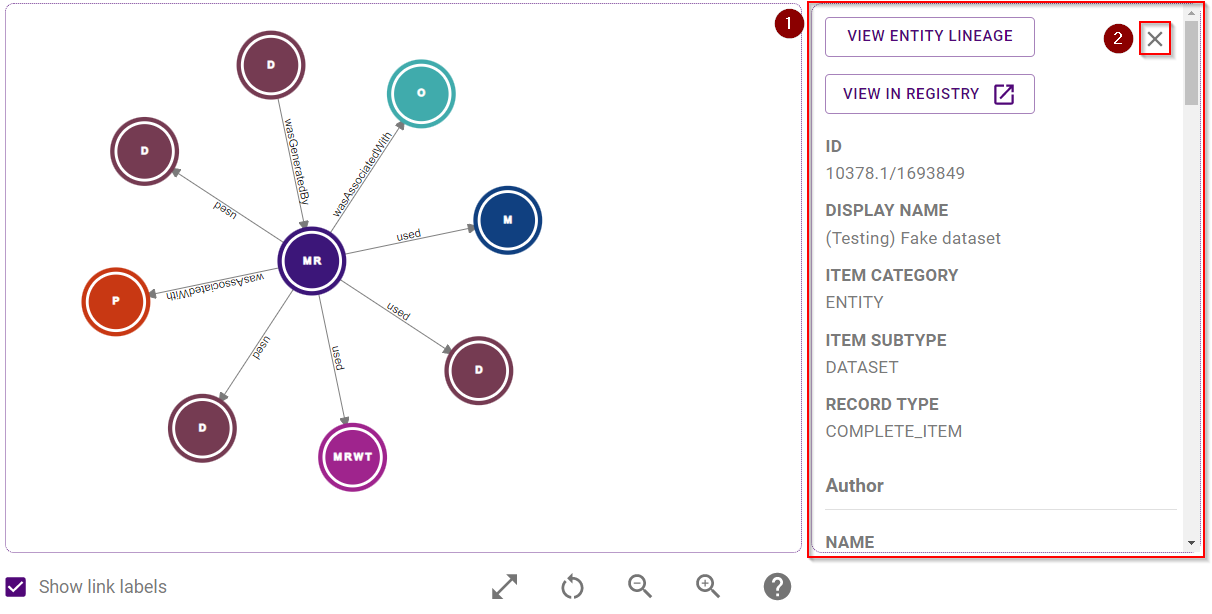 D
O
D
wasGeneratedBy
wasAssociatedWith
used
M
used
MR
P
wasAssociatedWith
used
used
used
D
D
MRWT
Show link labels
1
VIEW ENTITY LINEAGE
2
VIEW IN REGISTRY
ID
10378.1/1693849
DISPLAY NAME
(Testing) Fake dataset
ITEM CATEGORY
ENTITY
ITEM SUBTYPE
DATASET
RECORD TYPE
COMPLETE_ITEM
Author
NAME
?